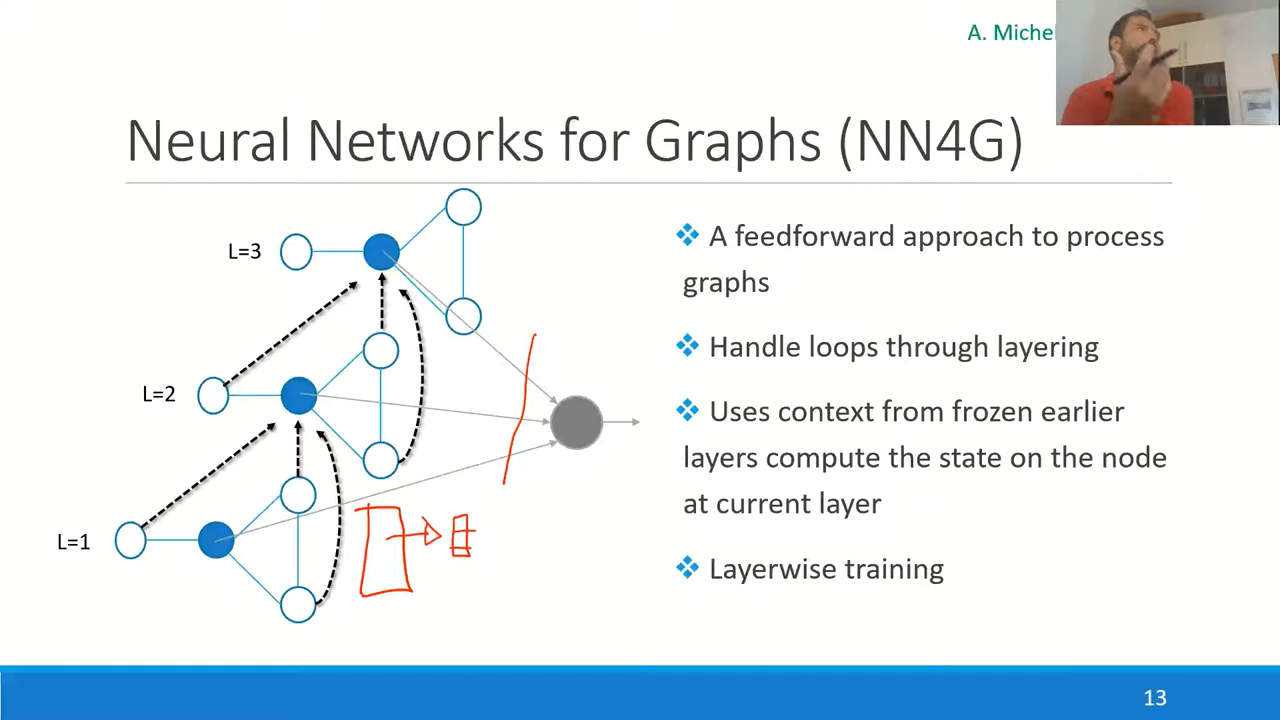 A. Miche
Neural Networks for Graphs (NN4G)
L=3
L=2
L=1
❖ A feedforward approach to process
graphs
❖ Handle loops through layering
❖ Uses context from frozen earlier
layers compute the state on the node
at current layer
❖ Layerwise training
13